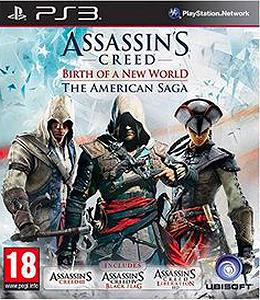 PS3
PlayStation Network
ASSASSIN'S
CREED
BIRTH OF A NEW WORLD
THE AMERICAN SAGA
18
www.pegi.info
INCLUDES
ASSASSIN'S CREED III
ASSASSIN'S
CREED IV
BLACK FLAG
ASSASSIN'S
CREED III
LIBERATION
HD
UBISOFT